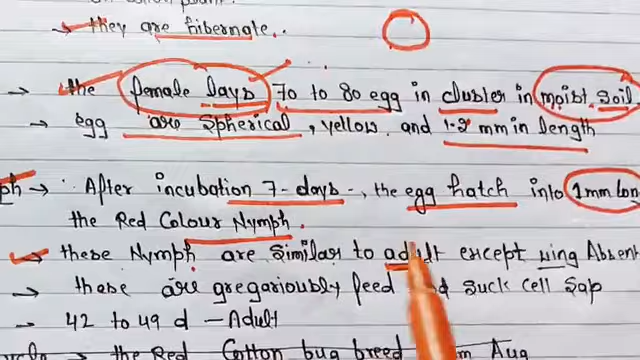 → they are hibernate.
→ the female lays 70 to 80 egg in cluster in moist soil
→ egg are spherical, yellow and 1.2 mm in length
→ After incubation 7-days -, the egg hatch into 1mm
the Red Colour Nymph.
→ these Nymph are similar to adult except wing Absent
→ these are gregariously feed suck cell sap
→ 42 to 49 d - Adult
→ the Red Cotton bug breed Aug